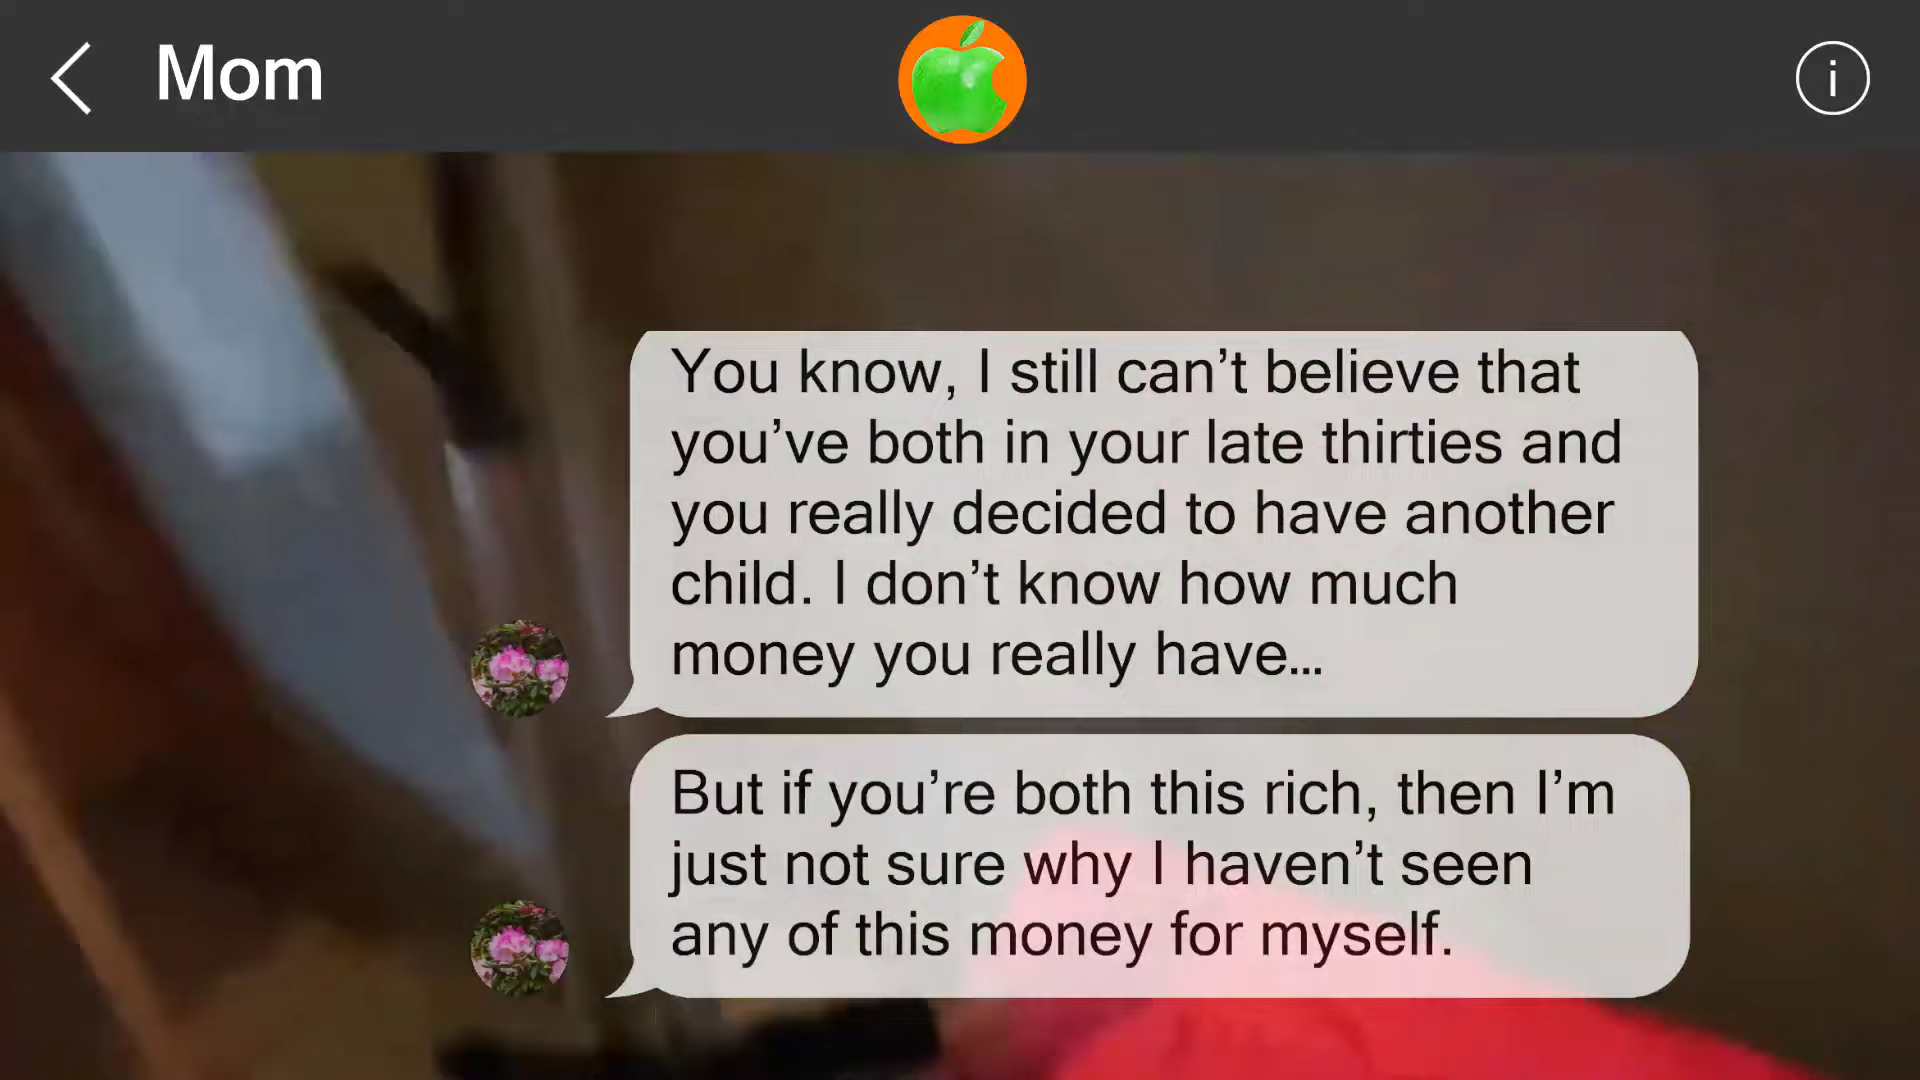 Mom
i
You know, I still can’t believe that
you’ve both in your late thirties and
you really decided to have another
child. I don’t know how much
money you really have...
But if you’re both this rich, then I’m
just not sure why I haven’t seen
any of this money for myself.